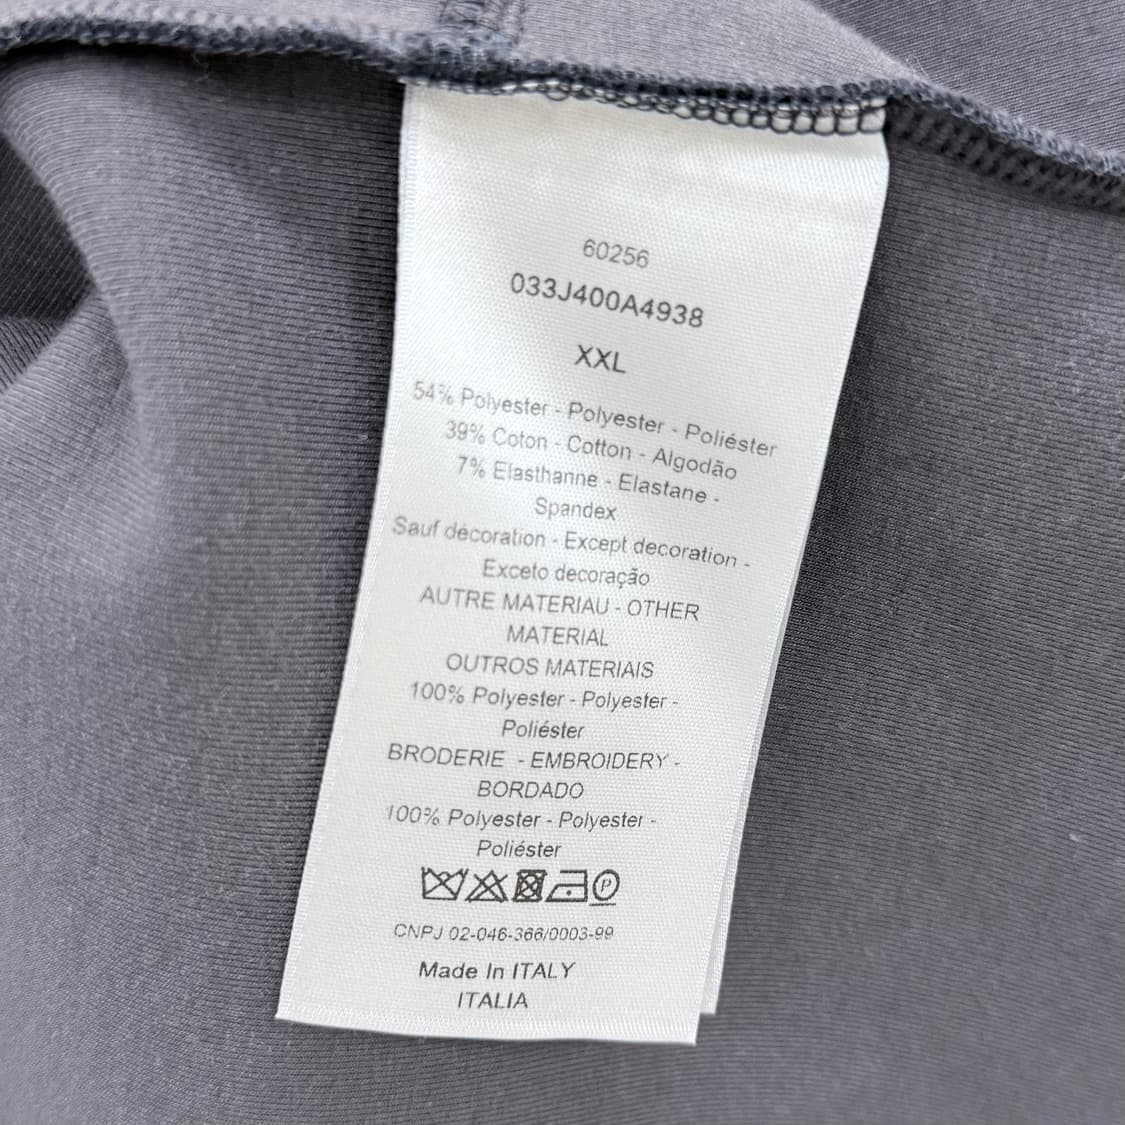 60256
033J400A4938
XXL
54% Polyester - Polyester - Poliéster
39% Coton - Cotton - Algodão
7% Elasthanne - Elastane -
Spandex
Sauf décoration - Except decoration -
Exceto decoração
AUTRE MATERIAU - OTHER
MATERIAL
OUTROS MATERIAIS
100% Polyester - Polyester -
Poliéster
BRODERIE - EMBROIDERY -
BORDADO
100% Polyester - Polyester -
Poliéster
P
CNPJ 02-046-366/0003-99
Made In ITALY
ITALIA